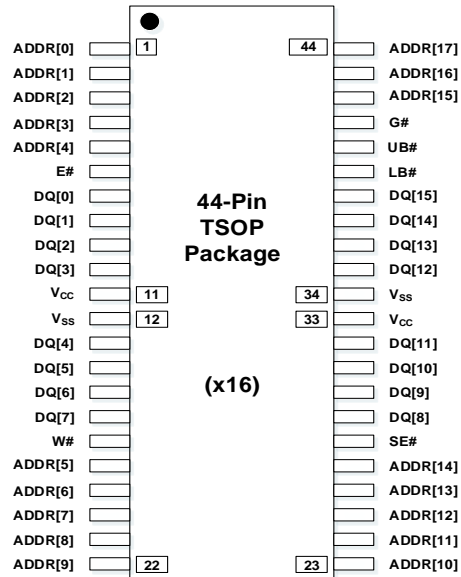 ADDR[0] 1 44 ADDR[17]
ADDR[1] ADDR[16]
ADDR[2] ADDR[15]
ADDR[3] G#
ADDR[4] UB#
E# LB#
DQ[0] DQ[15]
DQ[1] DQ[14]
DQ[2] DQ[13]
DQ[3] DQ[12]
44-Pin
TSOP
Package
VCC 11 34 VSS
VSS 12 33 VCC
DQ[4] DQ[11]
DQ[5] DQ[10]
DQ[6] (x16) DQ[9]
DQ[7] DQ[8]
W# SE#
ADDR[5] ADDR[14]
ADDR[6] ADDR[13]
ADDR[7] ADDR[12]
ADDR[8] ADDR[11]
ADDR[9] 22 23 ADDR[10]